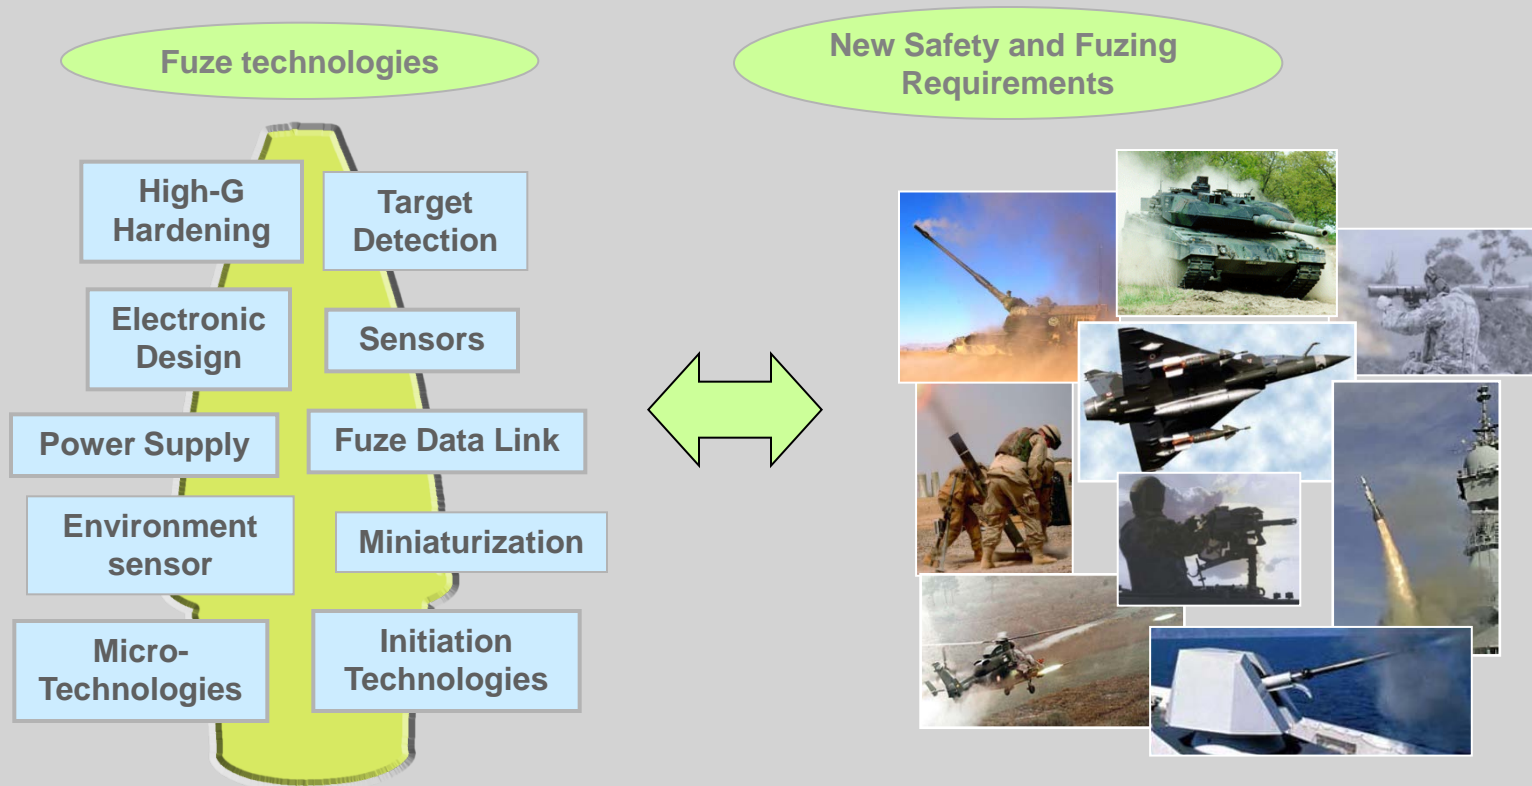 Fuze technologies
New Safety and Fuzing
Requirements
High-G
Hardening
Target
Detection
Electronic
Design
Sensors
Power Supply
Fuze Data Link
Environment
sensor
Miniaturization
Micro-
Technologies
Initiation
Technologies